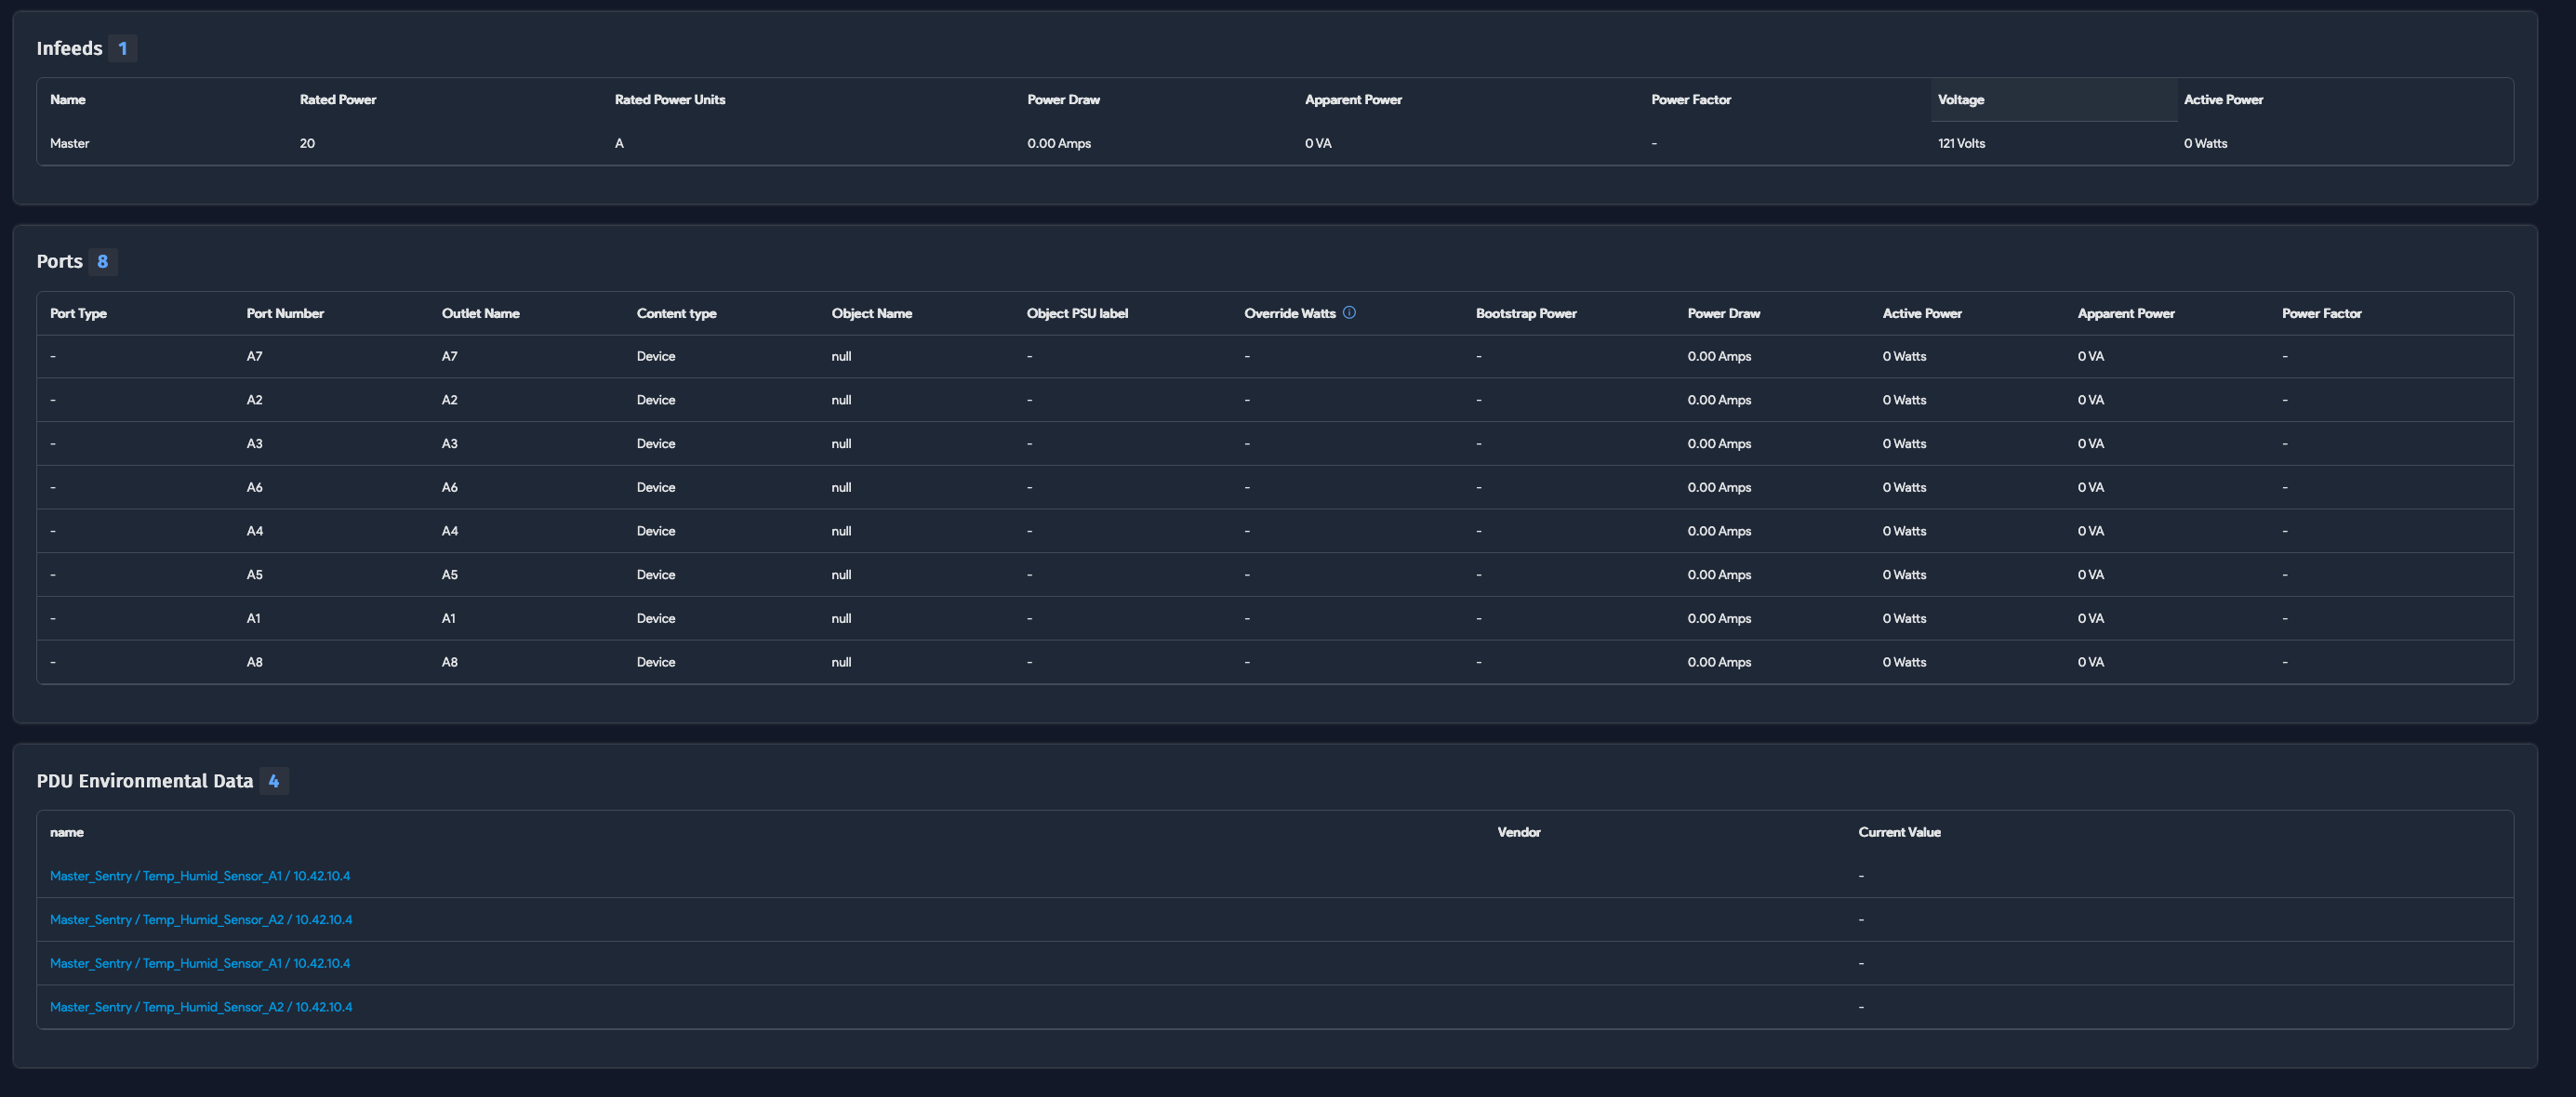 Infeeds 1
Name Rated Power Rated Power Units Power Draw Apparent Power Power Factor Voltage Active Power
Master 20 A 0.00 Amps 0 VA - 121 Volts 0 Watts
Ports 8
Port Type Port Number Outlet Name Content type Object Name Object PSU label Override Watts Bootstrap Power Power Draw Active Power Apparent Power Power Factor
- A7 A7 Device null - - - 0.00 Amps 0 Watts 0 VA -
- A2 A2 Device null - - - 0.00 Amps 0 Watts 0 VA -
- A3 A3 Device null - - - 0.00 Amps 0 Watts 0 VA -
- A6 A6 Device null - - - 0.00 Amps 0 Watts 0 VA -
- A4 A4 Device null - - - 0.00 Amps 0 Watts 0 VA -
- A5 A5 Device null - - - 0.00 Amps 0 Watts 0 VA -
- A1 A1 Device null - - - 0.00 Amps 0 Watts 0 VA -
- A8 A8 Device null - - - 0.00 Amps 0 Watts 0 VA -
PDU Environmental Data 4
name Vendor Current Value
Master_Sentry / Temp_Humid_Sensor_A1 / 10.42.10.4 -
Master_Sentry / Temp_Humid_Sensor_A2 / 10.42.10.4 -
Master_Sentry / Temp_Humid_Sensor_A1 / 10.42.10.4 -
Master_Sentry / Temp_Humid_Sensor_A2 / 10.42.10.4 -